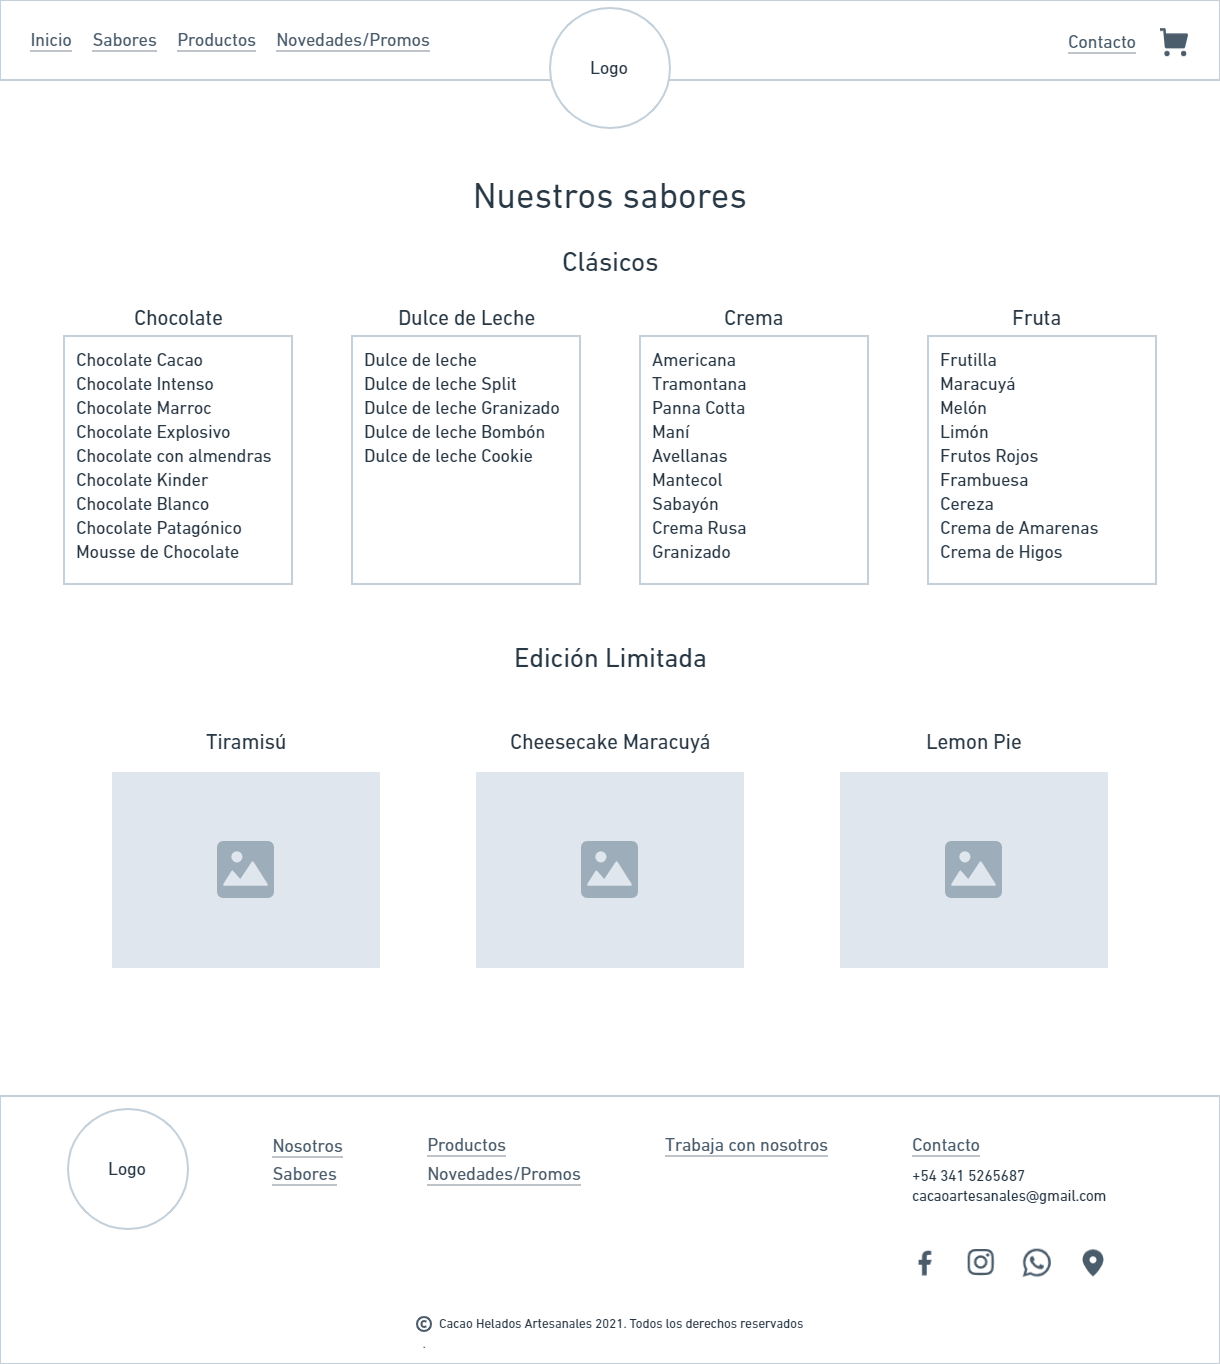 Inicio Sabores Productos Novedades/Promos Logo Contacto
Nuestros sabores
Clásicos
Chocolate
Chocolate Cacao
Chocolate Intenso
Chocolate Marroc
Chocolate Explosivo
Chocolate con almendras
Chocolate Kinder
Chocolate Blanco
Chocolate Patagónico
Mousse de Chocolate
Dulce de Leche
Dulce de leche
Dulce de leche Split
Dulce de leche Granizado
Dulce de leche Bombón
Dulce de leche Cookie
Crema
Americana
Tramontana
Panna Cotta
Maní
Avellanas
Mantecol
Sabayón
Crema Rusa
Granizado
Fruta
Frutilla
Maracuyá
Melón
Limón
Frutos Rojos
Frambuesa
Cereza
Crema de Amarenas
Crema de Higos
Edición Limitada
Tiramisú
Cheesecake Maracuyá
Lemon Pie
Logo
Nosotros
Sabores
Productos
Novedades/Promos
Trabaja con nosotros
Contacto
+54 341 5265687
cacaoartesanales@gmail.com
© Cacao Helados Artesanales 2021. Todos los derechos reservados
.